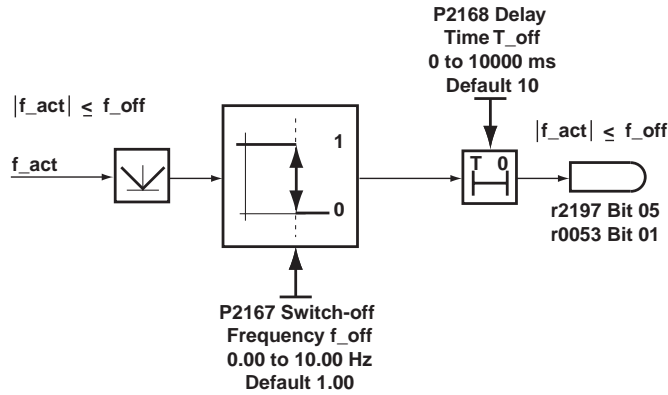 P2168 Delay
Time T_off
0 to 10000 ms
Default 10
|f_act| ≤ f_off
|f_act| ≤ f_off
f_act
1
0
T 0
r2197 Bit 05
r0053 Bit 01
P2167 Switch-off
Frequency f_off
0.00 to 10.00 Hz
Default 1.00